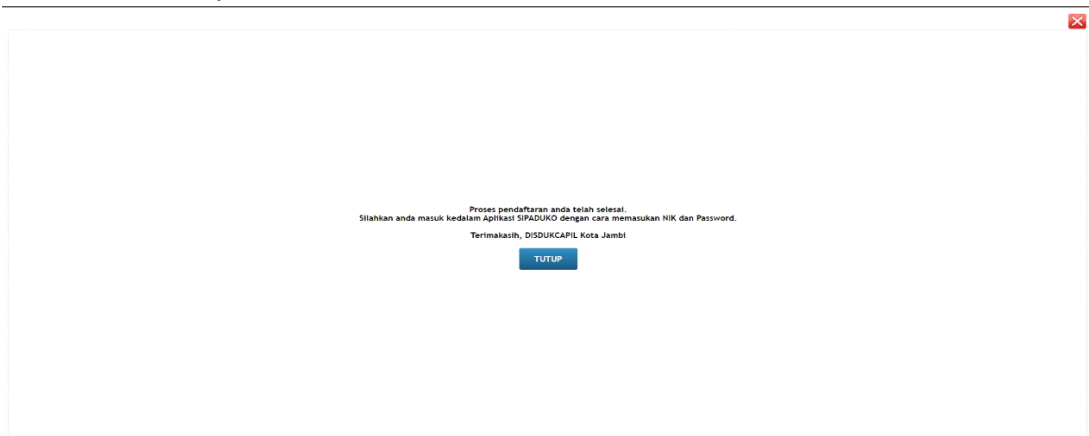 Proses pendaftaran anda telah selesai.
Silahkan anda masuk kedalam Aplikasi SIPADUKO dengan cara memasukan NIK dan Password.
Terimakasih, DISDUKCAPIL Kota Jambi
TUTUP